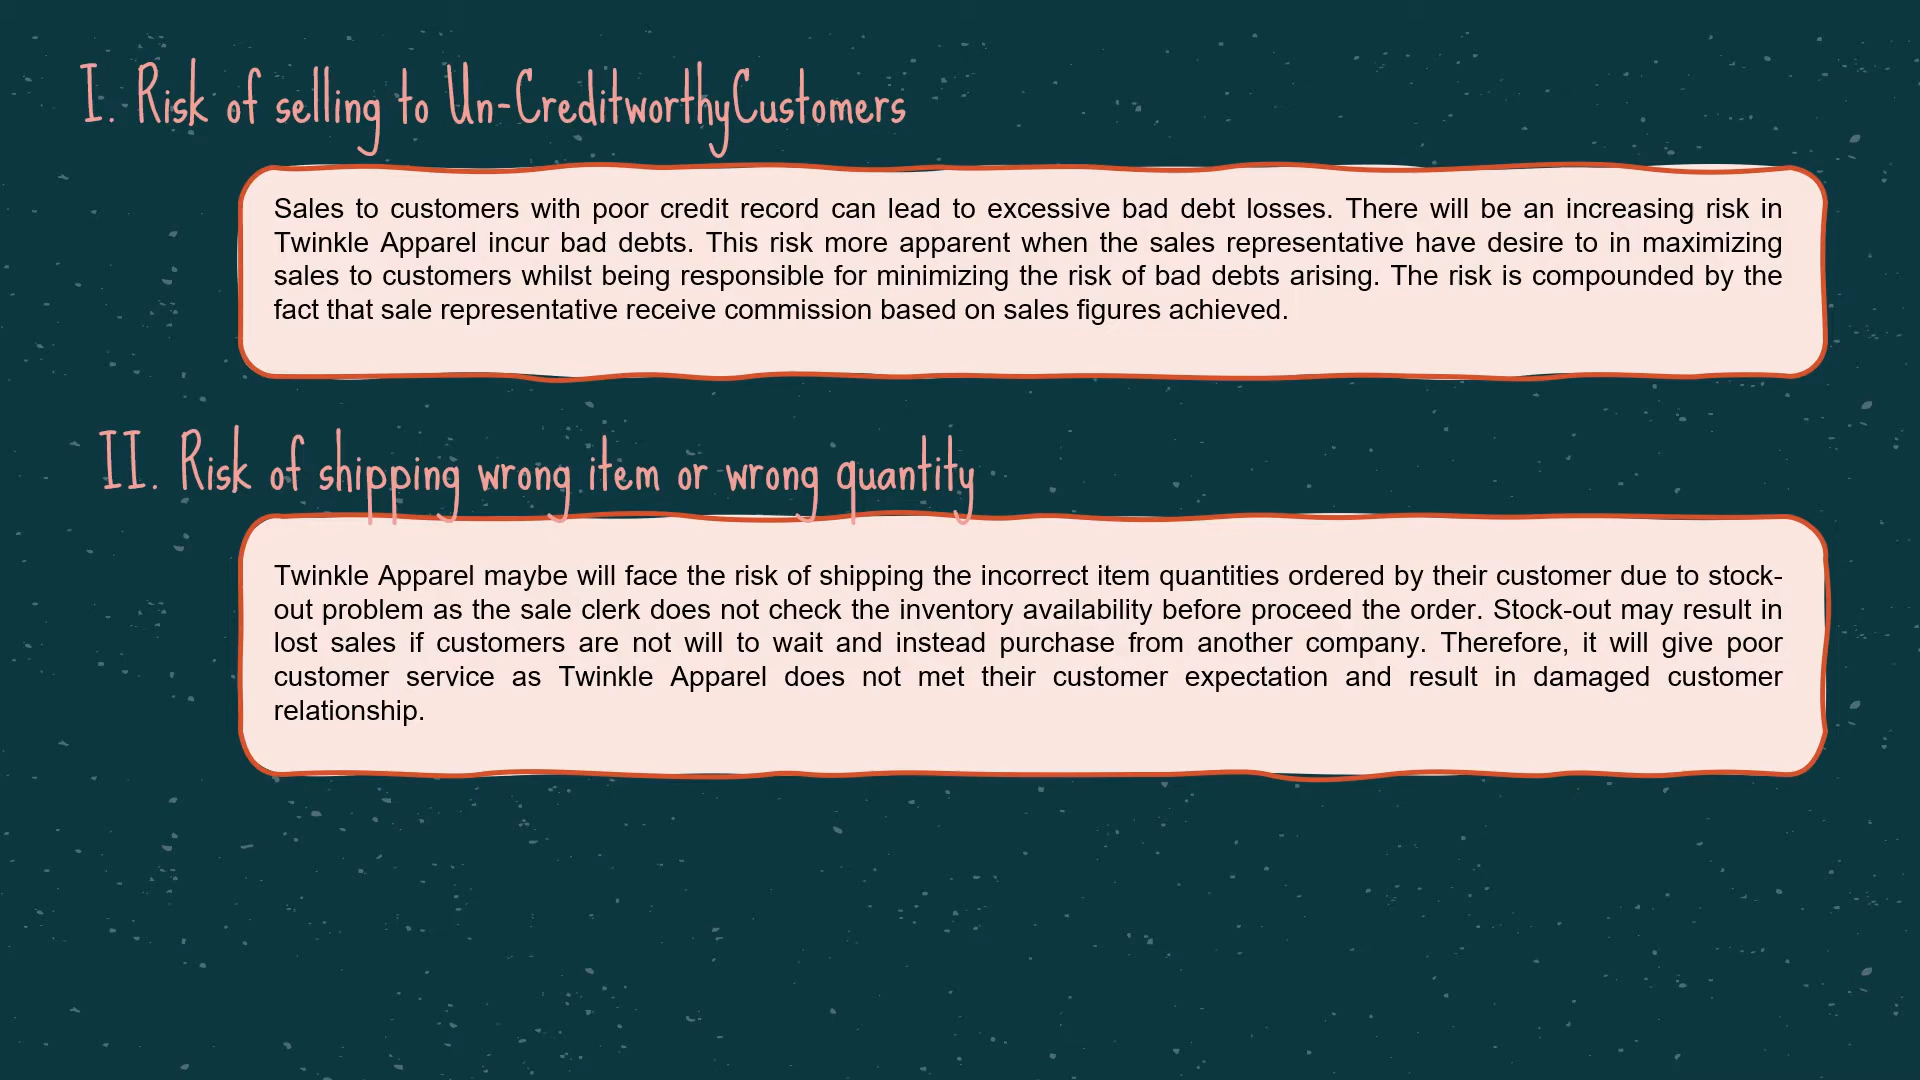 I. Risk of selling to Un-CreditworthyCustomers
Sales to customers with poor credit record can lead to excessive bad debt losses. There will be an increasing risk in
Twinkle Apparel incur bad debts. This risk more apparent when the sales representative have desire to in maximizing
sales to customers whilst being responsible for minimizing the risk of bad debts arising. The risk is compounded by the
fact that sale representative receive commission based on sales figures achieved.
II. Risk of shipping wrong item or wrong quantity
Twinkle Apparel maybe will face the risk of shipping the incorrect item quantities ordered by their customer due to stock-
out problem as the sale clerk does not check the inventory availability before proceed the order. Stock-out may result in
lost sales if customers are not will to wait and instead purchase from another company. Therefore, it will give poor
customer service as Twinkle Apparel does not met their customer expectation and result in damaged customer
relationship.